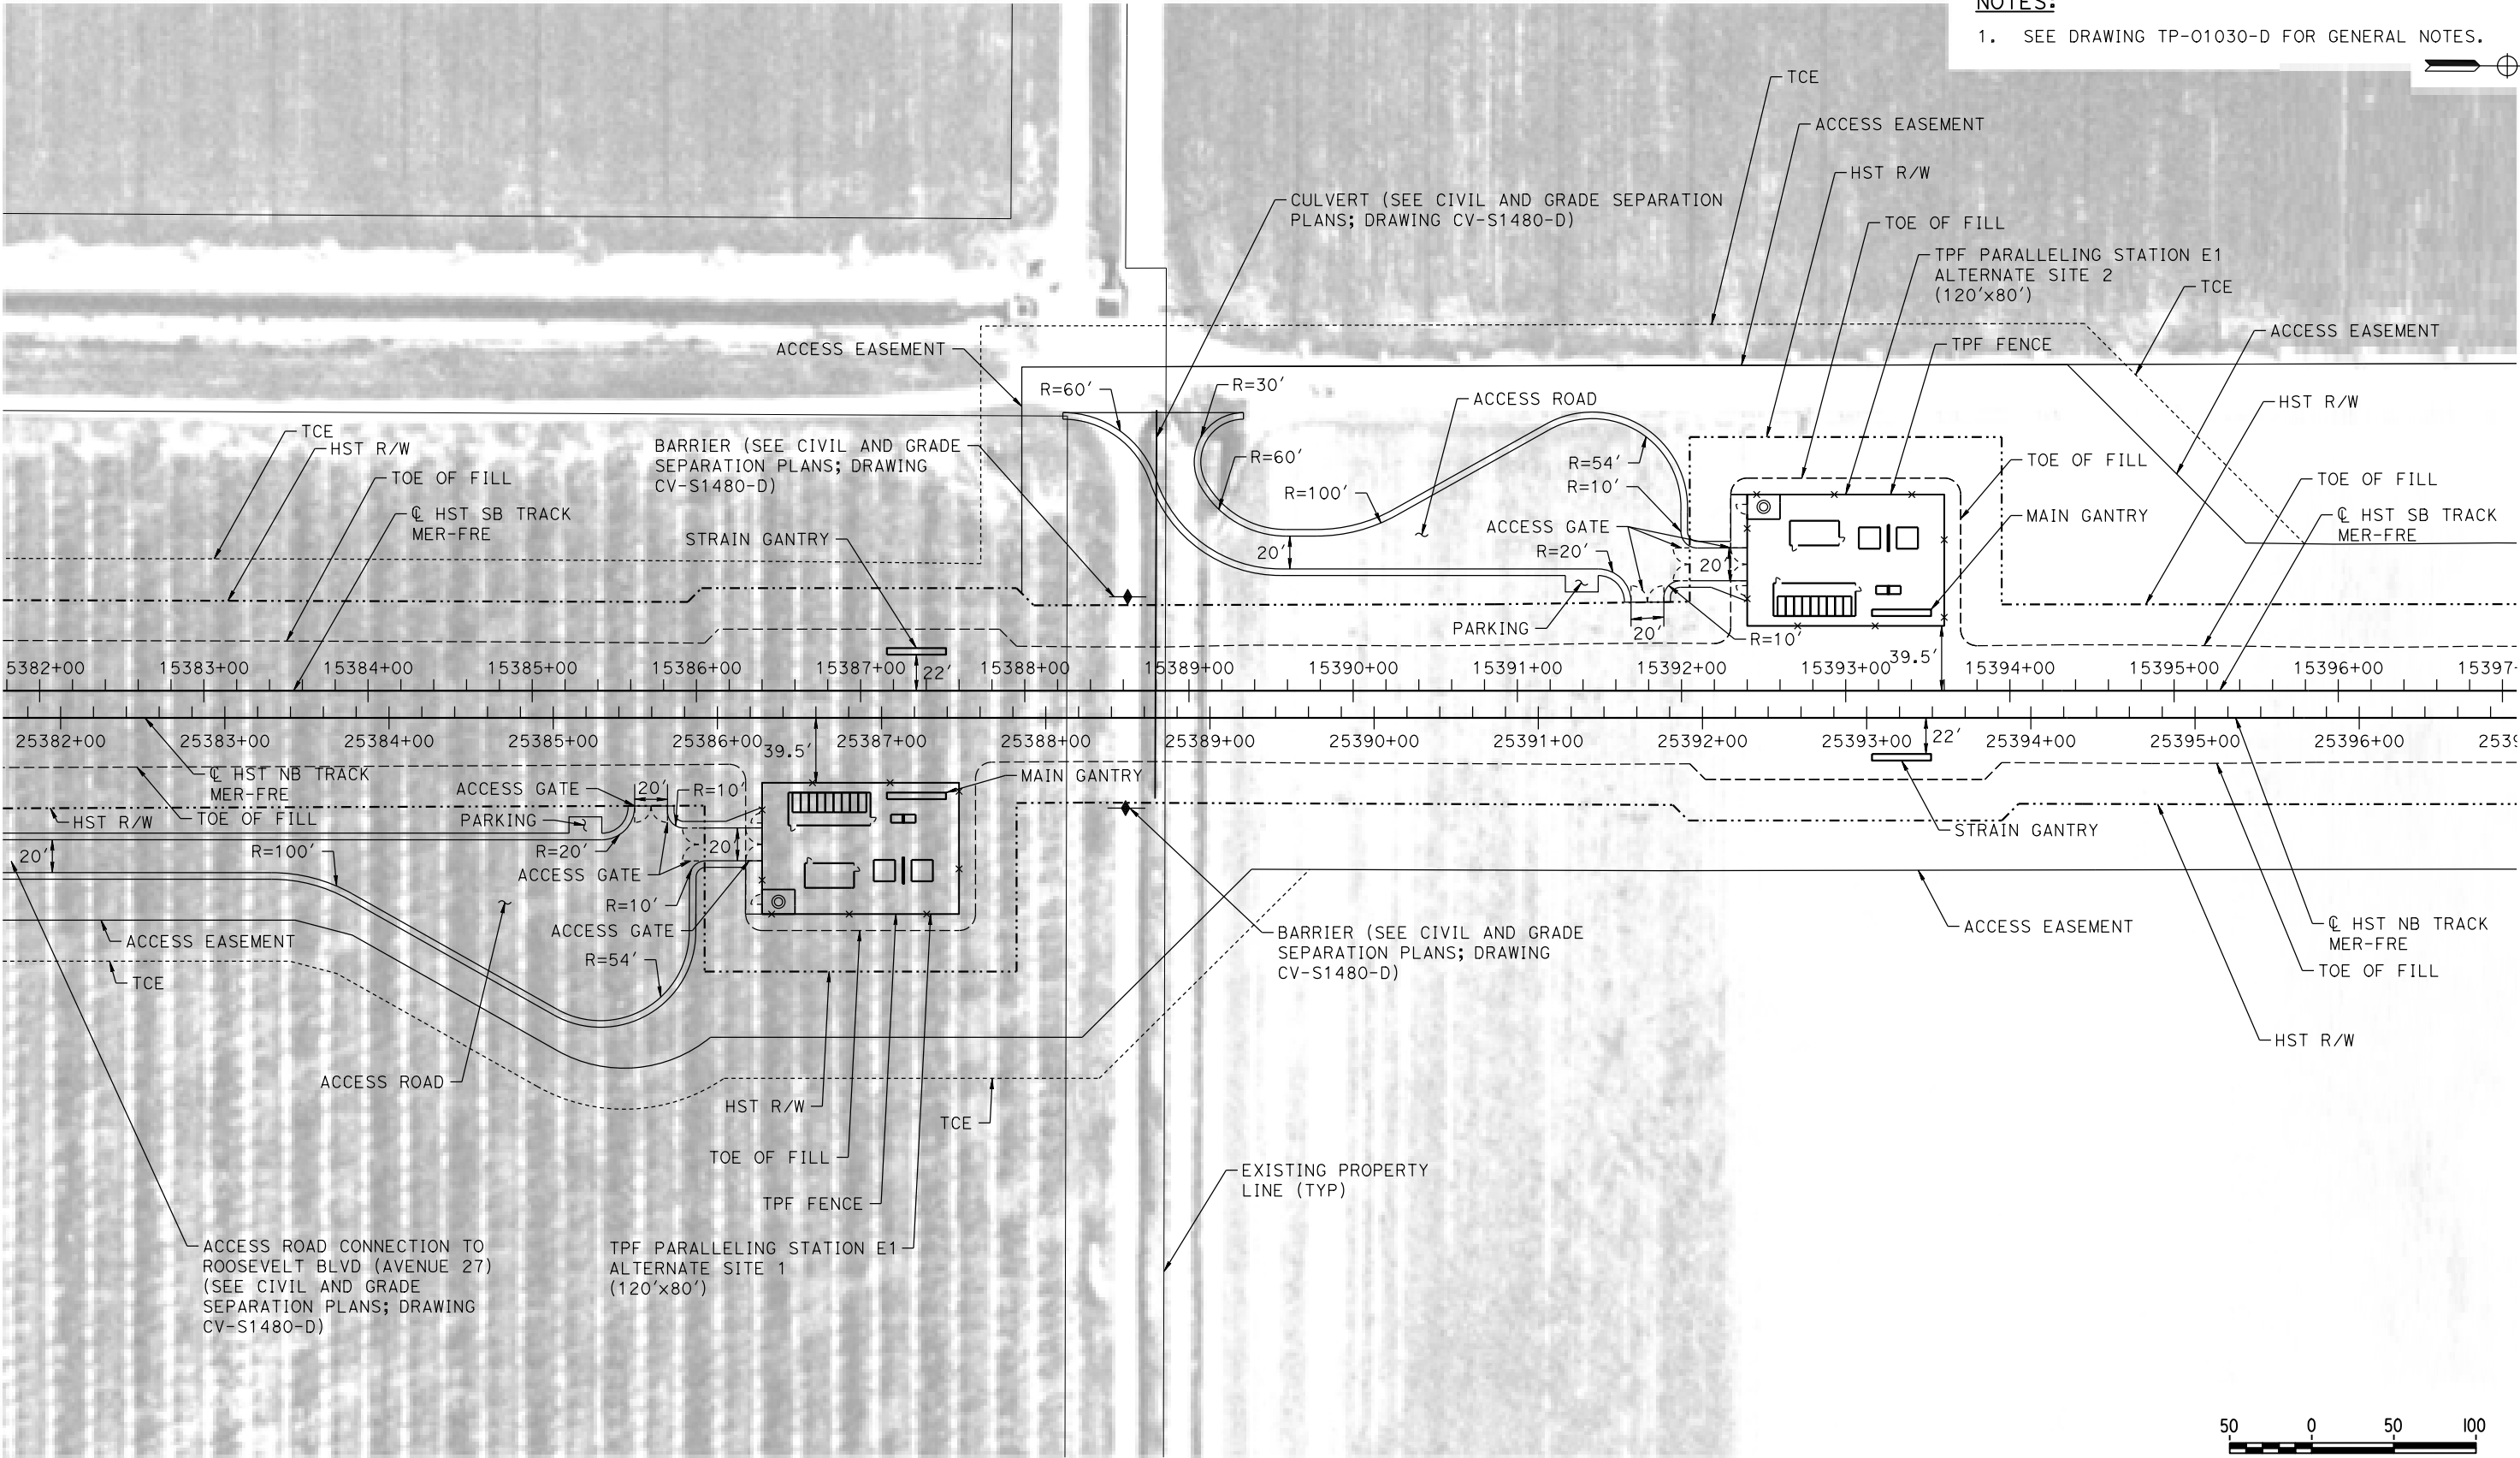 NOTES:
1. SEE DRAWING TP-01030-D FOR GENERAL NOTES.
TCE
ACCESS EASEMENT
HST R/W
CULVERT (SEE CIVIL AND GRADE SEPARATION
PLANS; DRAWING CV-S1480-D)
TOE OF FILL
TPF PARALLELING STATION E1
ALTERNATE SITE 2
(120'x80')
TCE
ACCESS EASEMENT
TPF FENCE
ACCESS EASEMENT
R=60'
R=30'
ACCESS ROAD
HST R/W
TCE
HST R/W
BARRIER (SEE CIVIL AND GRADE
SEPARATION PLANS; DRAWING
CV-S1480-D)
TOE OF FILL
R=60'
R=54'
R=10'
R=100'
TOE OF FILL
TOE OF FILL
℄ HST SB TRACK
MER-FRE
STRAIN GANTRY
ACCESS GATE
20'
R=20'
20'
MAIN GANTRY
℄ HST SB TRACK
MER-FRE
PARKING
20'
R=10'
39.5'
22'
5382+00
15383+00
15384+00
15385+00
15386+00
15387+00
15388+00
15389+00
15390+00
15391+00
15392+00
15393+00
15394+00
15395+00
15396+00
15397
25382+00
25383+00
25384+00
25385+00
25386+00
25387+00
25388+00
25389+00
25390+00
25391+00
25392+00
25393+00
25394+00
25395+00
25396+00
39.5'
22'
℄ HST NB TRACK
MER-FRE
ACCESS GATE
20'
R=10'
MAIN GANTRY
HST R/W
TOE OF FILL
PARKING
STRAIN GANTRY
20'
R=100'
R=20'
20'
ACCESS GATE
R=10'
ACCESS GATE
ACCESS EASEMENT
R=54'
TCE
BARRIER (SEE CIVIL AND GRADE
SEPARATION PLANS; DRAWING
CV-S1480-D)
ACCESS EASEMENT
℄ HST NB TRACK
MER-FRE
TOE OF FILL
HST R/W
ACCESS ROAD
HST R/W
TCE
TOE OF FILL
TPF FENCE
EXISTING PROPERTY
LINE (TYP)
ACCESS ROAD CONNECTION TO
ROOSEVELT BLVD (AVENUE 27)
(SEE CIVIL AND GRADE
SEPARATION PLANS; DRAWING
CV-S1480-D)
TPF PARALLELING STATION E1
ALTERNATE SITE 1
(120'x80')
50 0 50 100